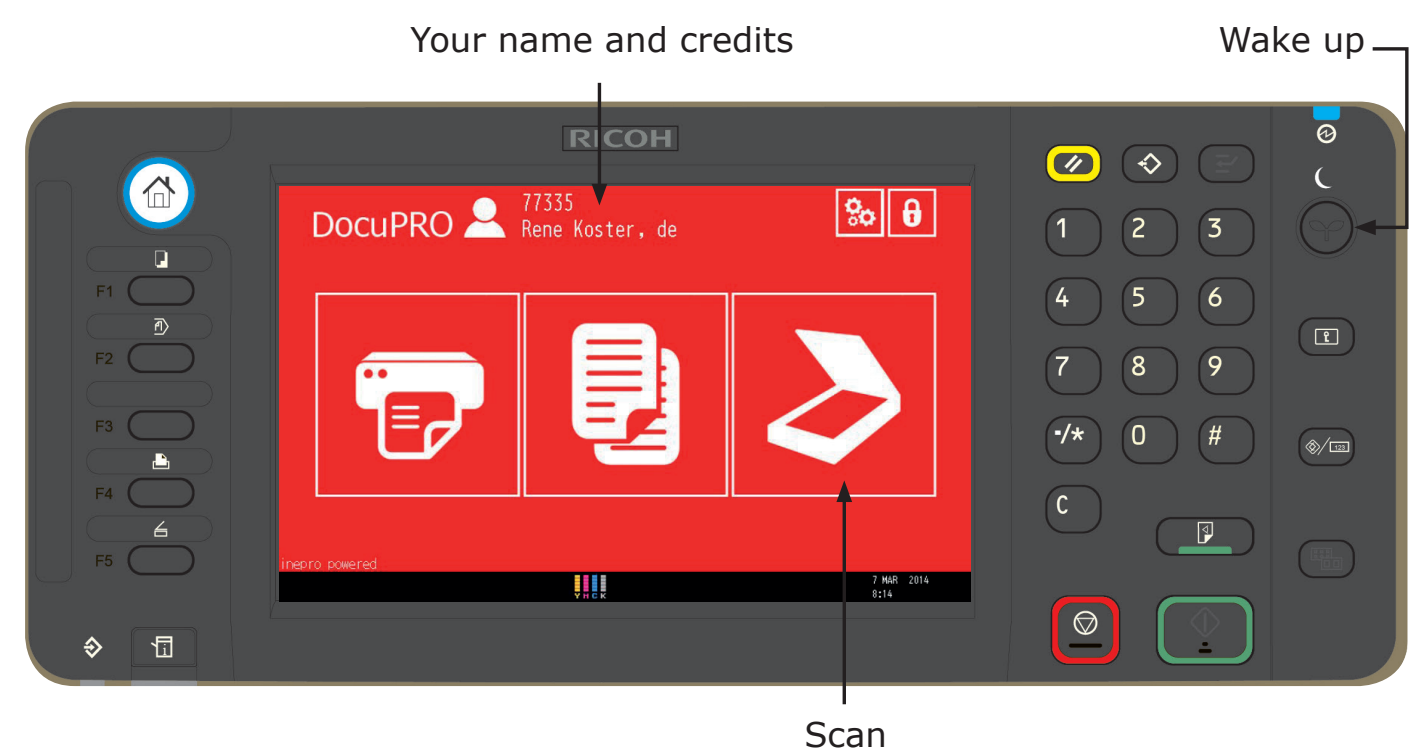 Your name and credits
Wake up
RICOH
DocuPRO
77335
Rene Koster, de
F1
F2
F3
F4
F5
1 2 3
4 5 6
7 8 9
·/* 0 #
C
123
inepro powered
Y M C K
7 MAR 2014
8:14
Scan